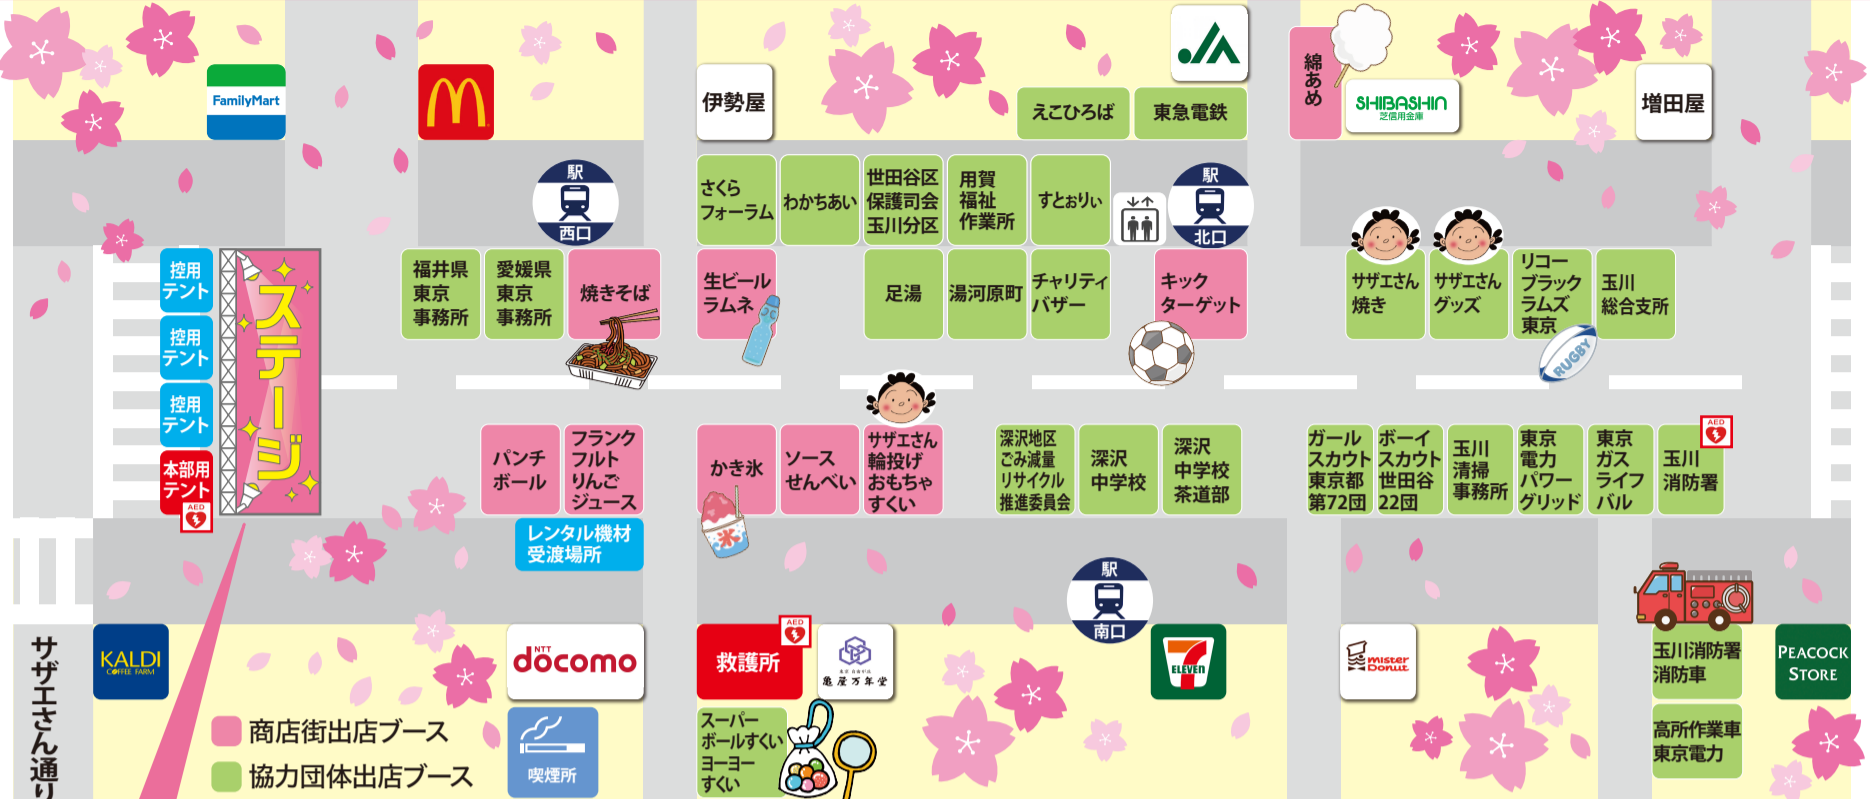 FamilyMart
伊勢屋
JA
えこひろば
東急電鉄
綿あめ
SHIBASHIN
芝信用金庫
増田屋
駅
西口
さくら
フォーラム
わかちあい
世田谷区
保護司会
玉川分区
用賀
福祉
作業所
すとぉりぃ
駅
北口
控用
テント
控用
テント
控用
テント
本部用
テント
AED
ステージ
福井県
東京
事務所
愛媛県
東京
事務所
焼きそば
生ビール
ラムネ
足湯
湯河原町
チャリティ
バザー
キック
ターゲット
サザエさん
焼き
サザエさん
グッズ
リコー
ブラック
ラムズ
東京
RUGBY
玉川
総合支所
パンチ
ボール
フランク
フルト
りんご
ジュース
かき氷
氷
ソース
せんべい
サザエさん
輪投げ
おもちゃ
すくい
深沢地区
ごみ減量
リサイクル
推進委員会
深沢
中学校
深沢
中学校
茶道部
ガール
スカウト
東京都
第72団
ボーイ
スカウト
世田谷
22団
玉川
清掃
事務所
東京
電力
パワー
グリッド
東京
ガス
ライフ
バル
玉川
消防署
AED
レンタル機材
受渡場所
駅
南口
サザエさん通り
KALDI
COFFEE FARM
NTT
docomo
救護所
AED
亀屋万年堂
7
ELEVEN
mister
Donut
玉川消防署
消防車
PEACOCK
STORE
商店街出店ブース
協力団体出店ブース
喫煙所
スーパー
ボールすくい
ヨーヨー
すくい
高所作業車
東京電力